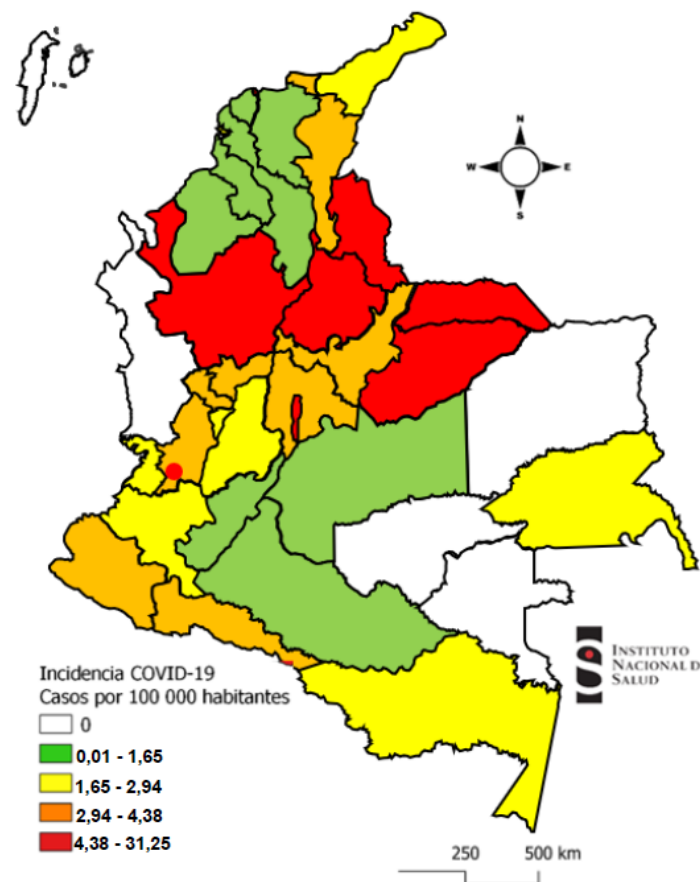 N
W
E
S
INSTITUTO
NACIONAL D
SALUD
Incidencia COVID-19
Casos por 100 000 habitantes
0
0,01 - 1,65
1,65 - 2,94
2,94 - 4,38
4,38 - 31,25
250
500 km